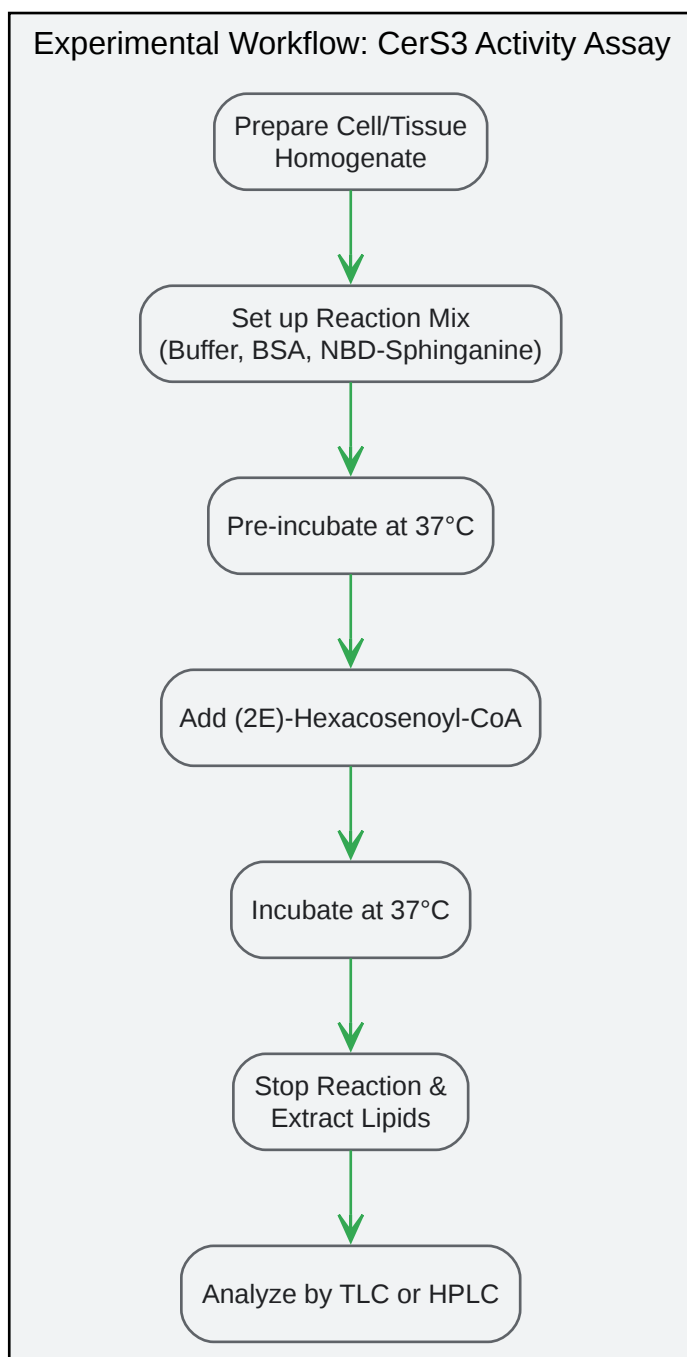 Experimental Workflow: CerS3 Activity Assay
Prepare Cell/Tissue
Homogenate
Set up Reaction Mix
(Buffer, BSA, NBD-Sphinganine)
Pre-incubate at 37°C
Add (2E)-Hexacosenoyl-CoA
Incubate at 37°C
Stop Reaction &
Extract Lipids
Analyze by TLC or HPLC